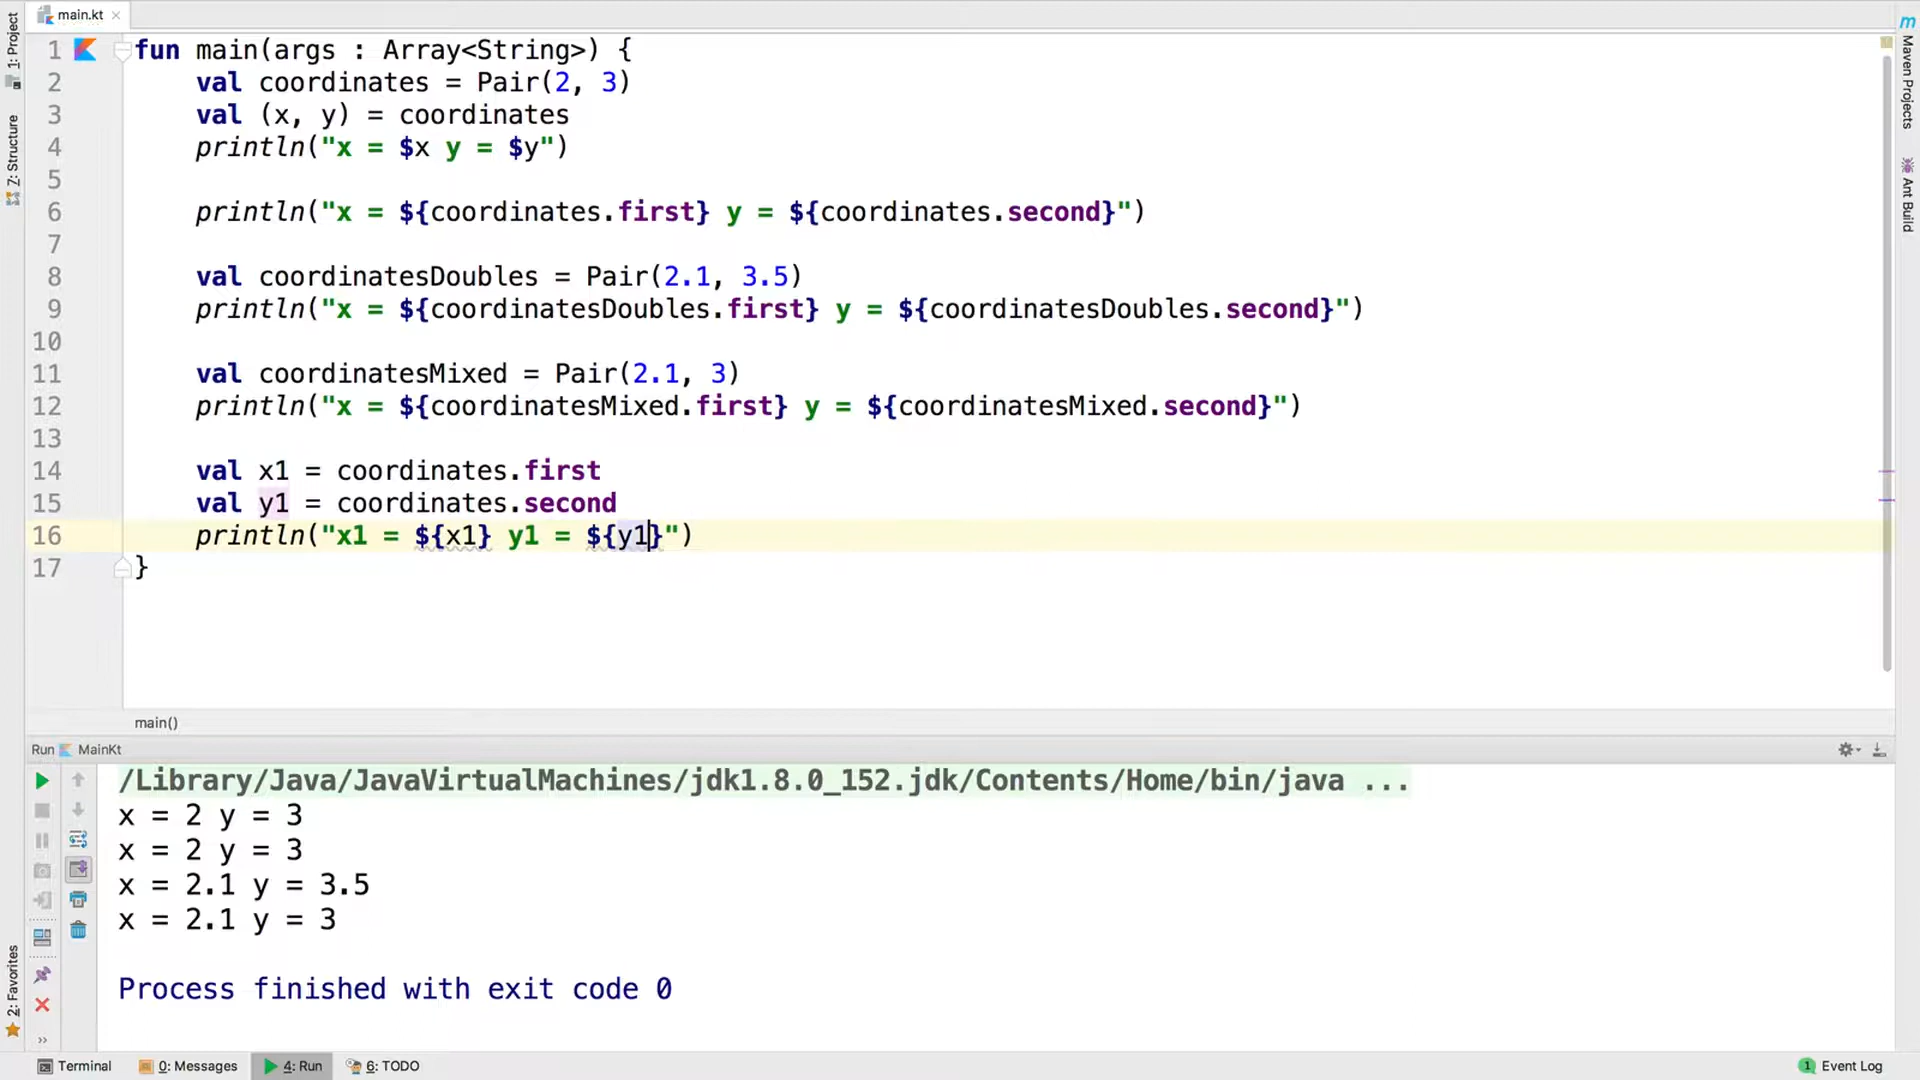 main.kt
1: Project
Z: Structure
2: Favorites
Maven Projects
Ant Build
1 fun main(args : Array<String>) {
2 val coordinates = Pair(2, 3)
3 val (x, y) = coordinates
4 println("x = $x y = $y")
5
6 println("x = ${coordinates.first} y = ${coordinates.second}")
7
8 val coordinatesDoubles = Pair(2.1, 3.5)
9 println("x = ${coordinatesDoubles.first} y = ${coordinatesDoubles.second}")
10
11 val coordinatesMixed = Pair(2.1, 3)
12 println("x = ${coordinatesMixed.first} y = ${coordinatesMixed.second}")
13
14 val x1 = coordinates.first
15 val y1 = coordinates.second
16 println("x1 = ${x1} y1 = ${y1}")
17 }
main()
Run MainKt
/Library/Java/JavaVirtualMachines/jdk1.8.0_152.jdk/Contents/Home/bin/java ...
x = 2 y = 3
x = 2 y = 3
x = 2.1 y = 3.5
x = 2.1 y = 3
Process finished with exit code 0
Terminal 0: Messages 4: Run 6: TODO 1 Event Log